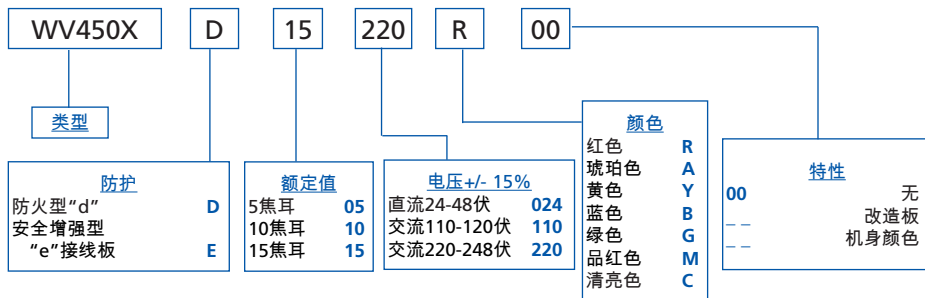 WV450X D 15 220 R 00
类型
防护
防火型“d” D
安全增强型
“e”接线板 E
额定值
5焦耳 05
10焦耳 10
15焦耳 15
电压+/- 15%
直流24-48伏 024
交流110-120伏 110
交流220-248伏 220
颜色
红色 R
琥珀色 A
黄色 Y
蓝色 B
绿色 G
品红色 M
清亮色 C
特性
00 无
_ _ 改造板
_ _ 机身颜色